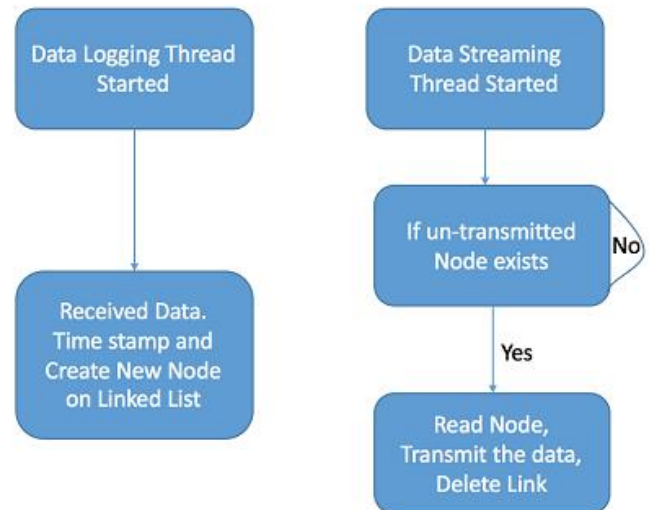 Data Logging Thread
Started
Received Data.
Time stamp and
Create New Node
on Linked List
Data Streaming
Thread Started
If un-transmitted
Node exists
No
Yes
Read Node,
Transmit the data,
Delete Link